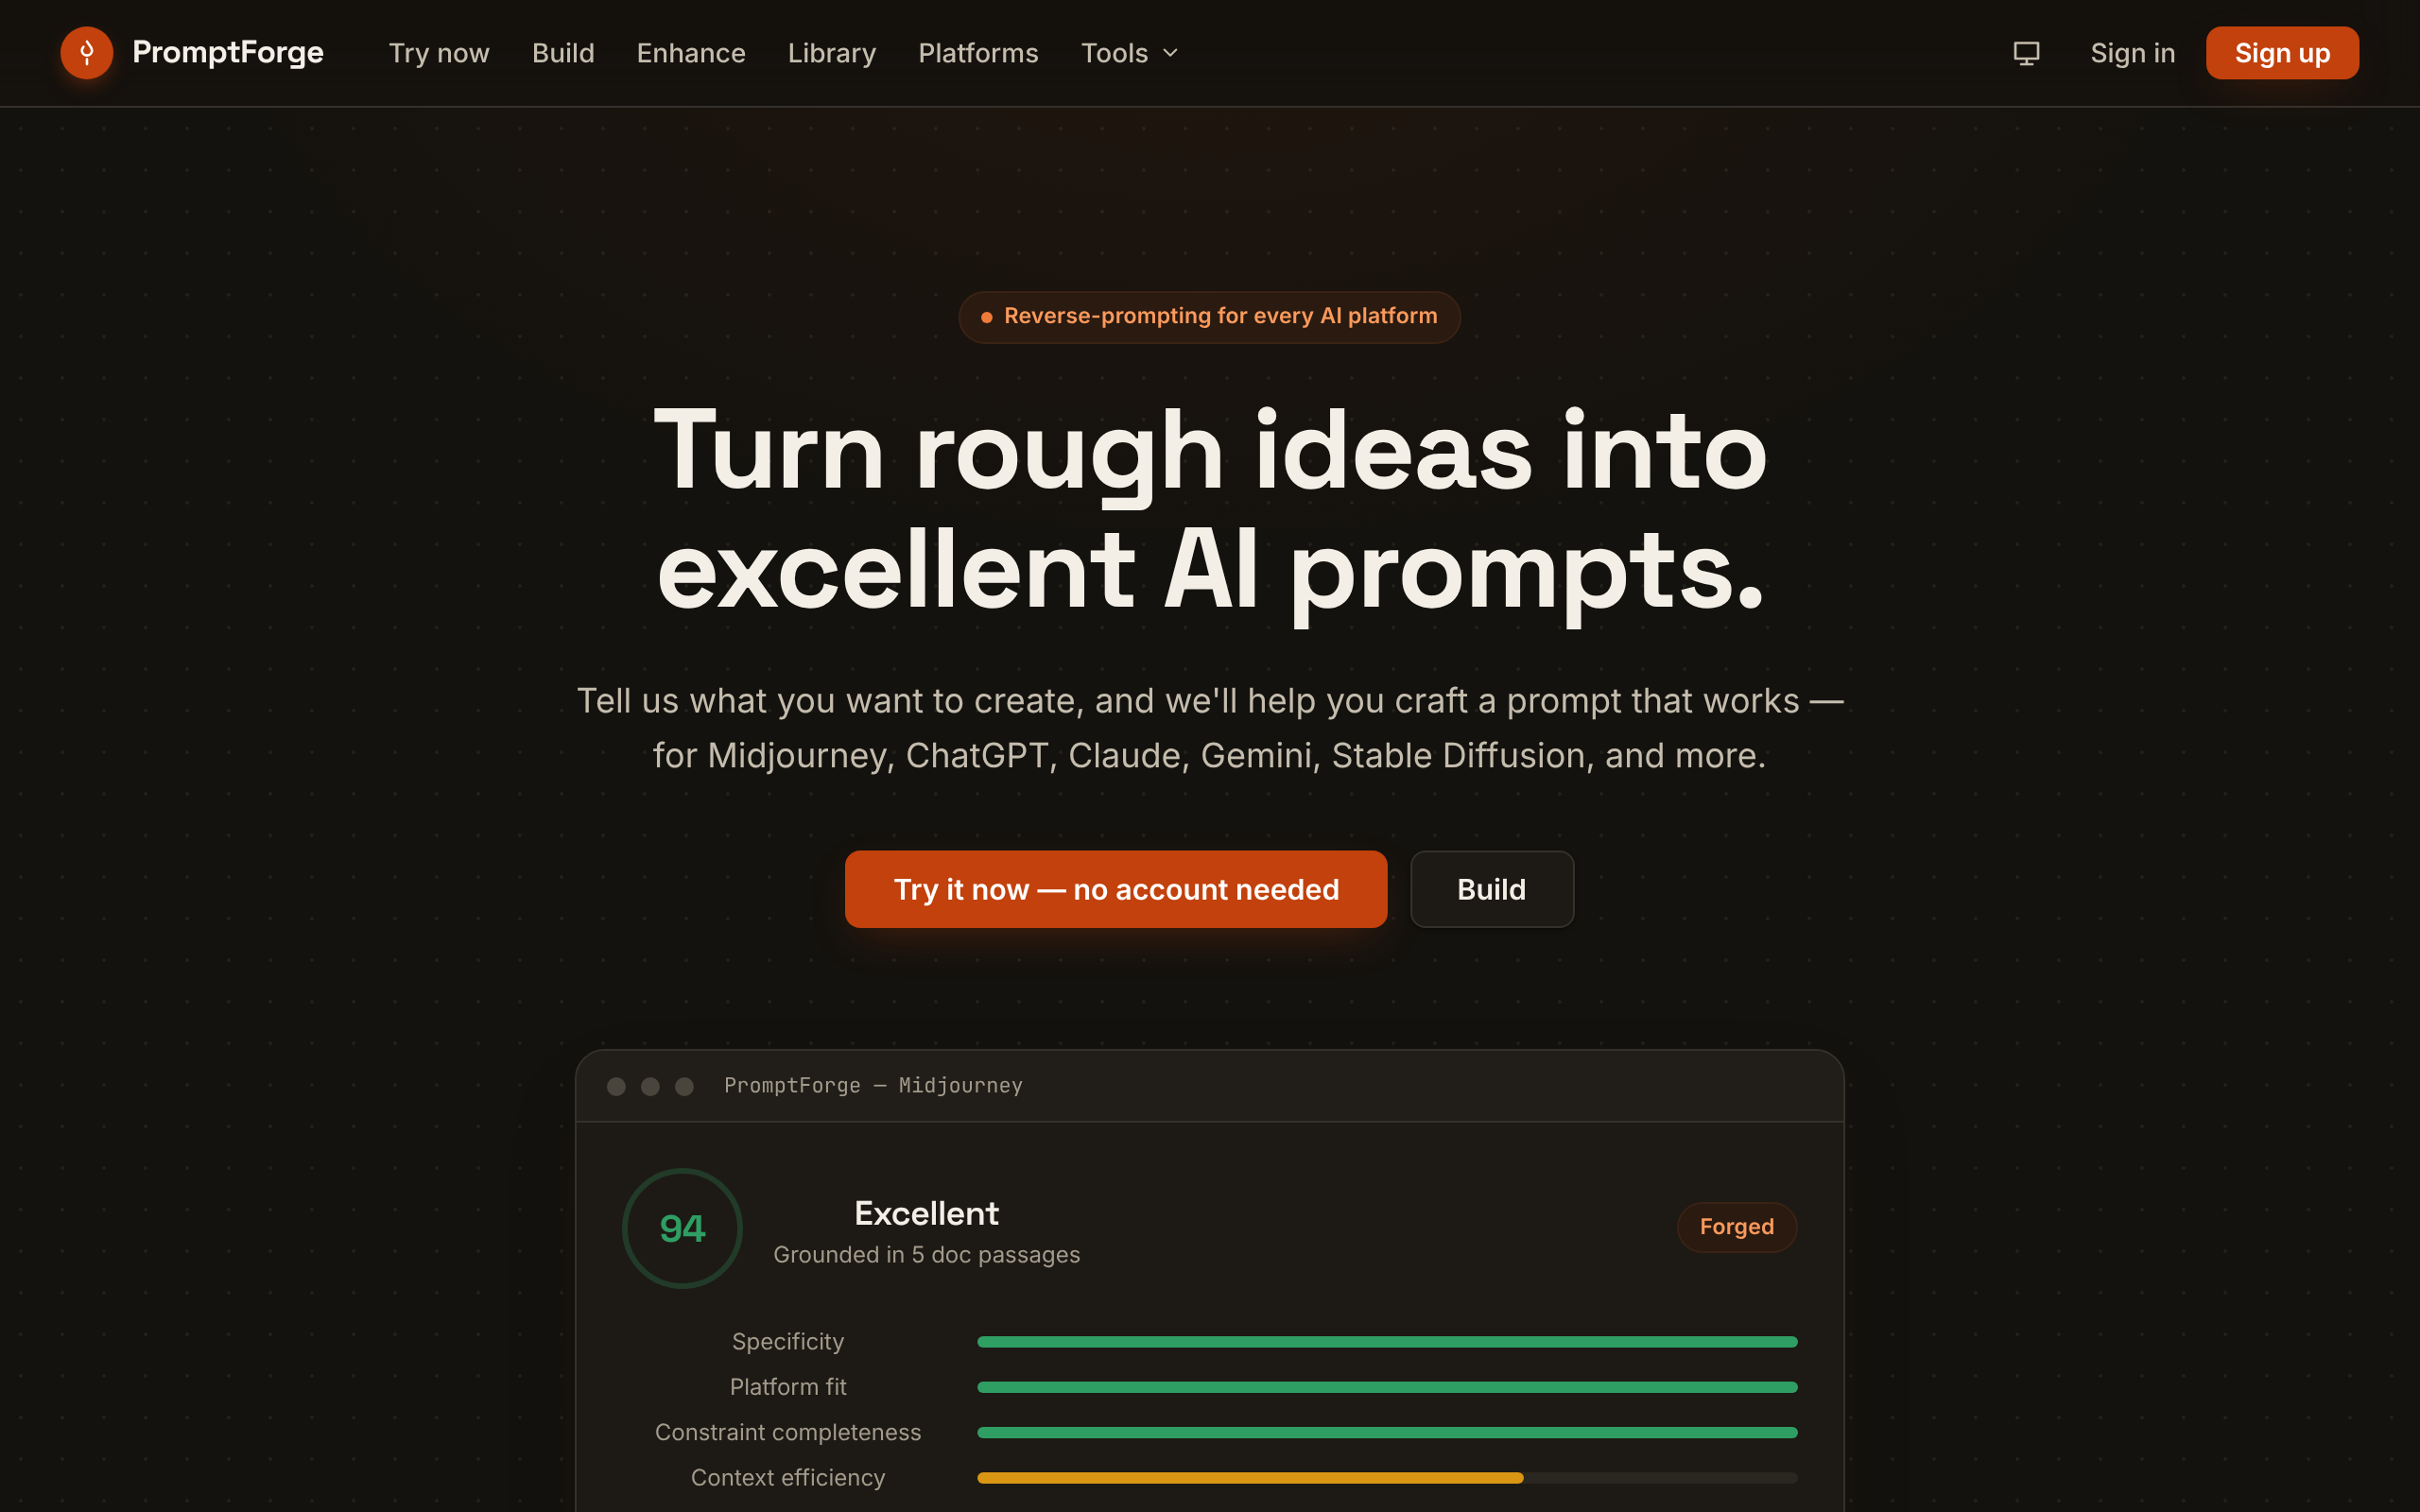 PromptForge
Try now
Build
Enhance
Library
Platforms
Tools
Sign in
Sign up
Reverse-prompting for every AI platform
Turn rough ideas into
excellent AI prompts.
Tell us what you want to create, and we'll help you craft a prompt that works —
for Midjourney, ChatGPT, Claude, Gemini, Stable Diffusion, and more.
Try it now — no account needed
Build
PromptForge — Midjourney
94
Excellent
Grounded in 5 doc passages
Forged
Specificity
Platform fit
Constraint completeness
Context efficiency